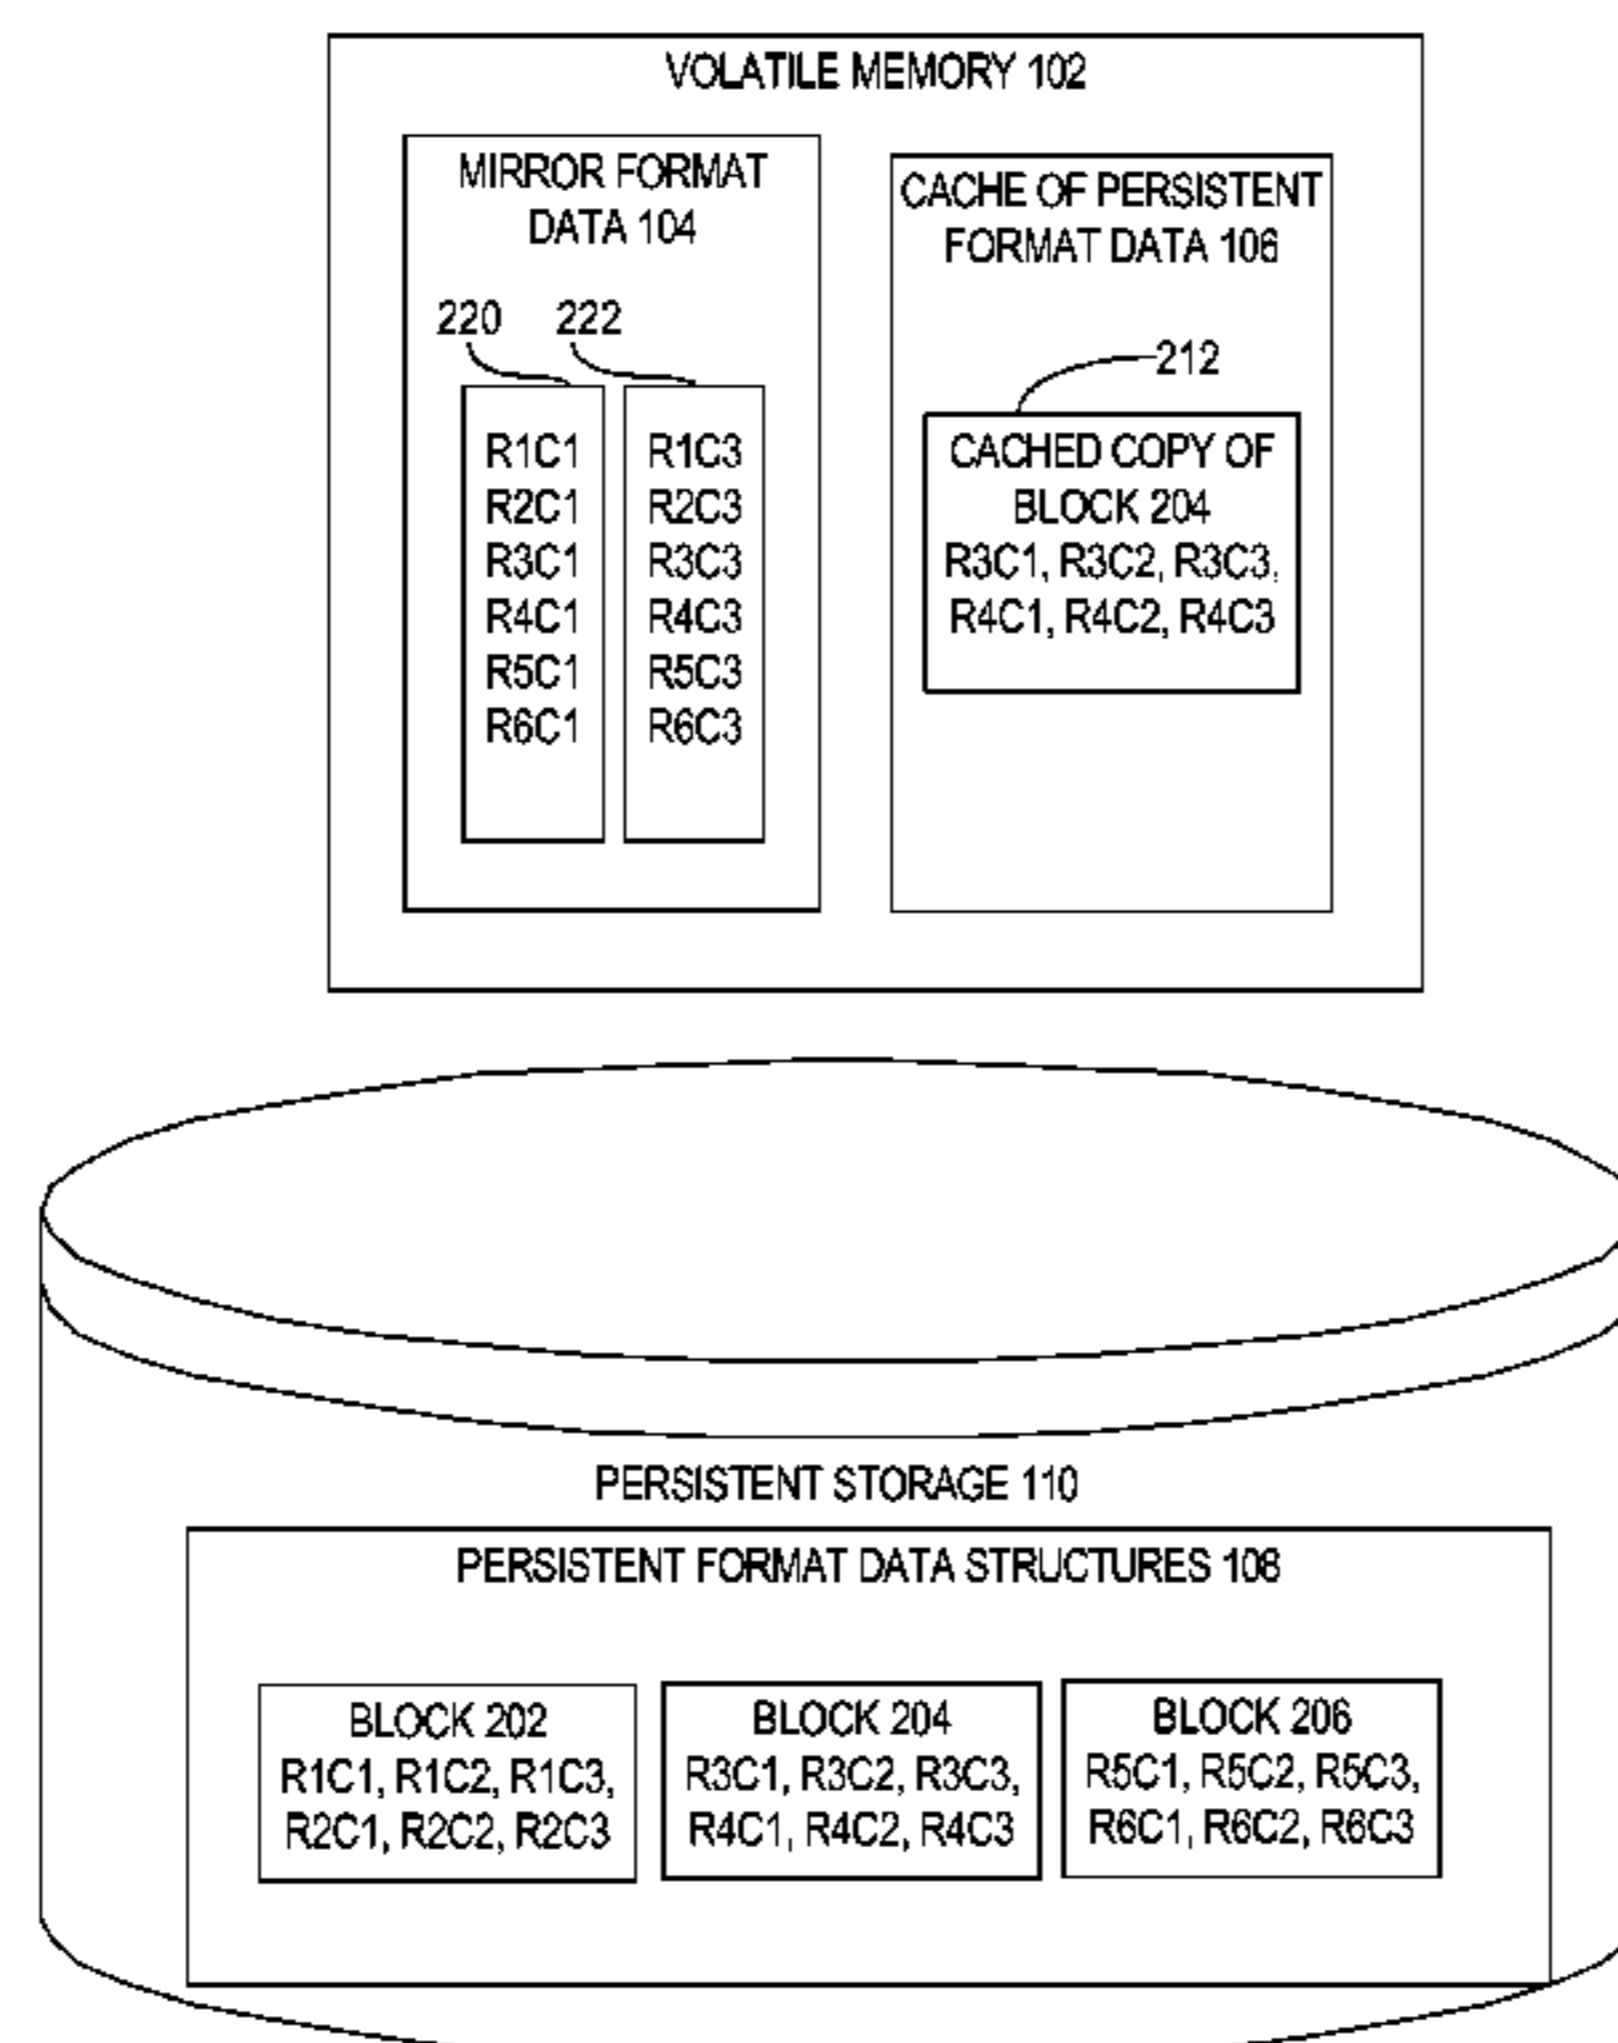 VOLATILE MEMORY 102
MIRROR FORMAT
DATA 104
220 222
R1C1
R2C1
R3C1
R4C1
R5C1
R6C1
R1C3
R2C3
R3C3
R4C3
R5C3
R6C3
CACHE OF PERSISTENT
FORMAT DATA 106
212
CACHED COPY OF
BLOCK 204
R3C1, R3C2, R3C3,
R4C1, R4C2, R4C3
PERSISTENT STORAGE 110
PERSISTENT FORMAT DATA STRUCTURES 108
BLOCK 202
R1C1, R1C2, R1C3,
R2C1, R2C2, R2C3
BLOCK 204
R3C1, R3C2, R3C3,
R4C1, R4C2, R4C3
BLOCK 206
R5C1, R5C2, R5C3,
R6C1, R6C2, R6C3